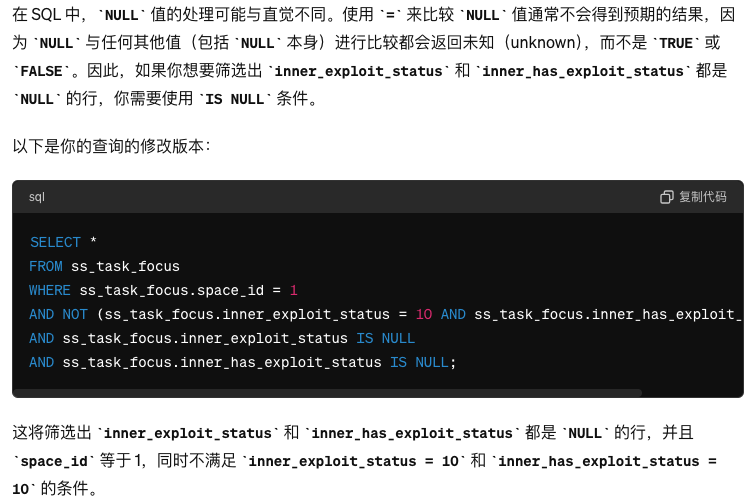 在 SQL 中，`NULL` 值的处理可能与直觉不同。使用 `=` 来比较 `NULL` 值通常不会得到预期的结果，因
为 `NULL` 与任何其他值（包括 `NULL` 本身）进行比较都会返回未知（unknown），而不是 `TRUE` 或
`FALSE`。因此，如果你想要筛选出 `inner_exploit_status` 和 `inner_has_exploit_status` 都是
`NULL` 的行，你需要使用 `IS NULL` 条件。
以下是你的查询的修改版本：
sql 复制代码
SELECT *
FROM ss_task_focus
WHERE ss_task_focus.space_id = 1
AND NOT (ss_task_focus.inner_exploit_status = 10 AND ss_task_focus.inner_has_exploit_
AND ss_task_focus.inner_exploit_status IS NULL
AND ss_task_focus.inner_has_exploit_status IS NULL;
这将筛选出 `inner_exploit_status` 和 `inner_has_exploit_status` 都是 `NULL` 的行，并且
`space_id` 等于 1，同时不满足 `inner_exploit_status = 10` 和 `inner_has_exploit_status =
10` 的条件。